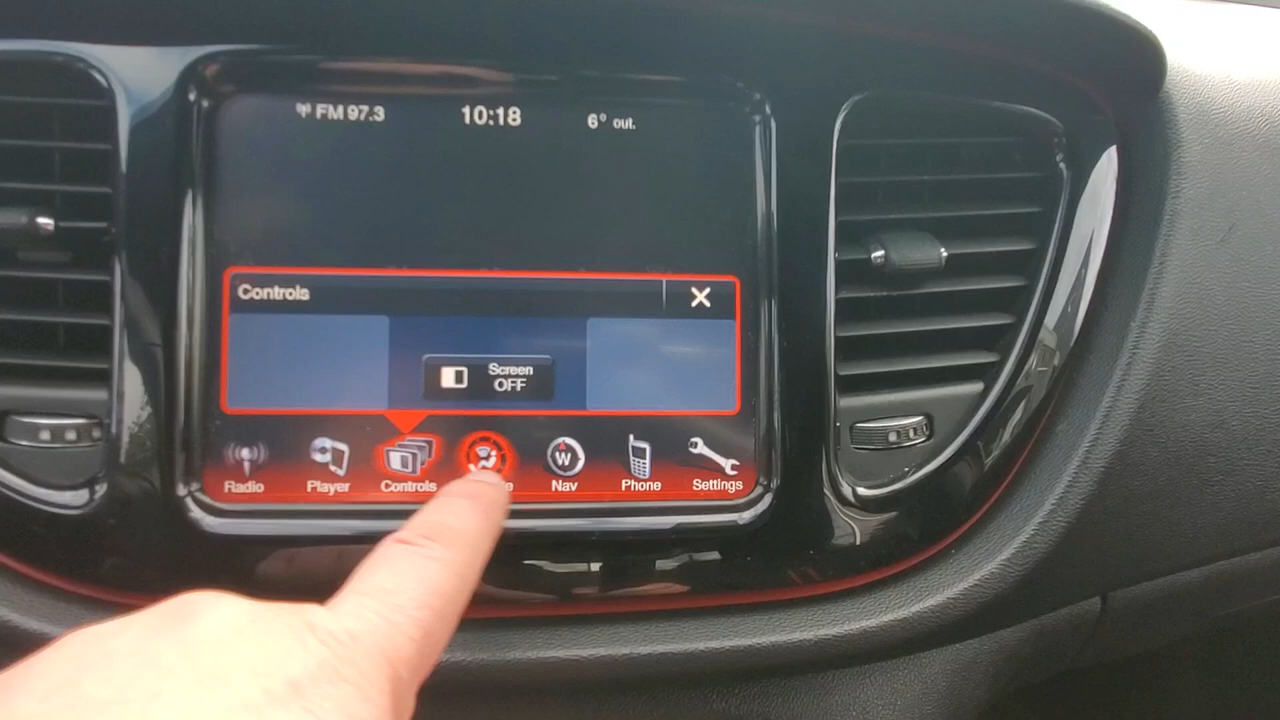 FM 97.3 10:18 6° out.
Controls
Screen
OFF
W
Radio Player Controls Nav Phone Settings